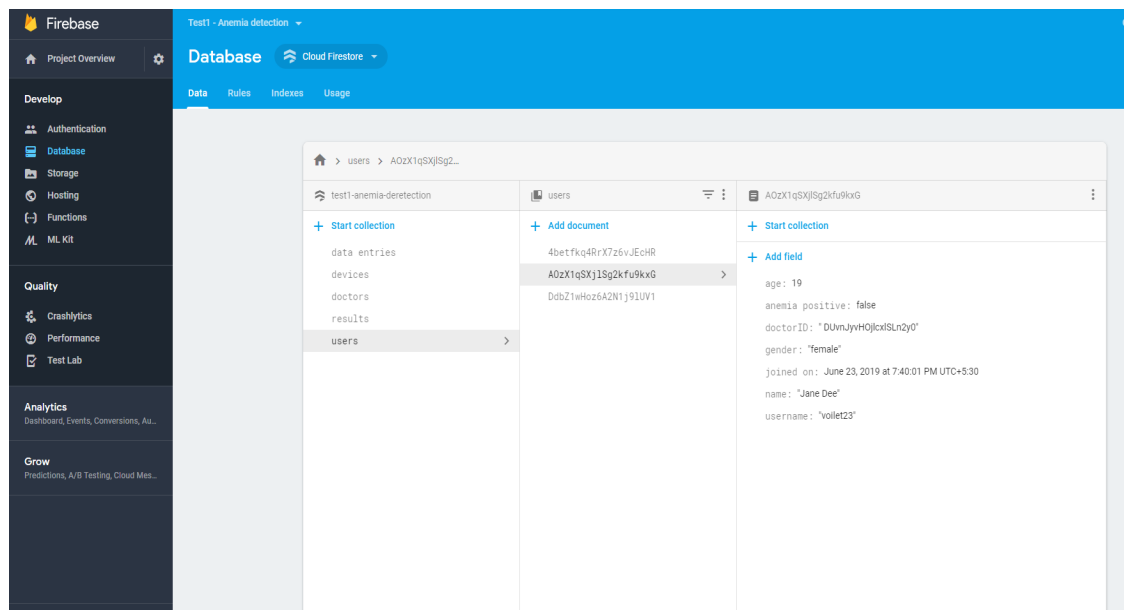 Firebase
Project Overview
Develop
Authentication
Database
Storage
Hosting
Functions
ML Kit
Quality
Crashlytics
Performance
Test Lab
Analytics
Dashboard, Events, Conversions, Au...
Grow
Predictions, A/B Testing, Cloud Mes...
Test1 - Anemia detection
Database Cloud Firestore
Data Rules Indexes Usage
users > AOzX1qSXjlSg2...
test1-anemia-deretection
+ Start collection
data entries
devices
doctors
results
users
users
+ Add document
4betfkq4RrX7z6vJEcHR
AOzX1qSXjlSg2kfu9kxG
DdbZ1wHoz6A2N1j9lUV1
AOzX1qSXjlSg2kfu9kxG
+ Start collection
+ Add field
age: 19
anemia positive: false
doctorID: " DUvnJyvHOjlcxlSLn2y0"
gender: "female"
joined on: June 23, 2019 at 7:40:01 PM UTC+5:30
name: "Jane Dee"
username: "voilet23"